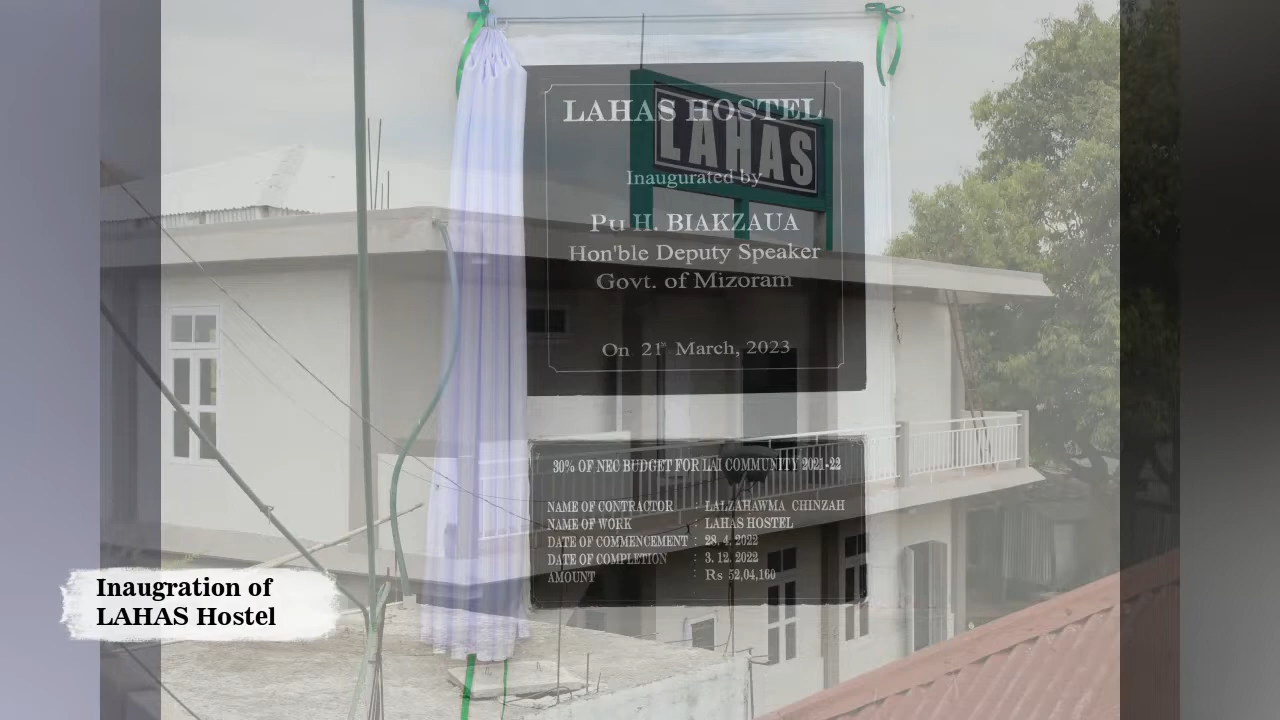 LAHAS HOSTEL
LAHAS
Inaugurated by
Pu H. BIAKZAUA
Hon'ble Deputy Speaker
Govt. of Mizoram
On 21st March, 2023
30% OF NEC BUDGET FOR LAI COMMUNITY 2021-22
NAME OF CONTRACTOR : LALZAHAWMA CHINZAH
NAME OF WORK : LAHAS HOSTEL
DATE OF COMMENCEMENT : 28. 4. 2022
DATE OF COMPLETION : 3. 12. 2022
AMOUNT : Rs 52,04,160
Inaugration of
LAHAS Hostel